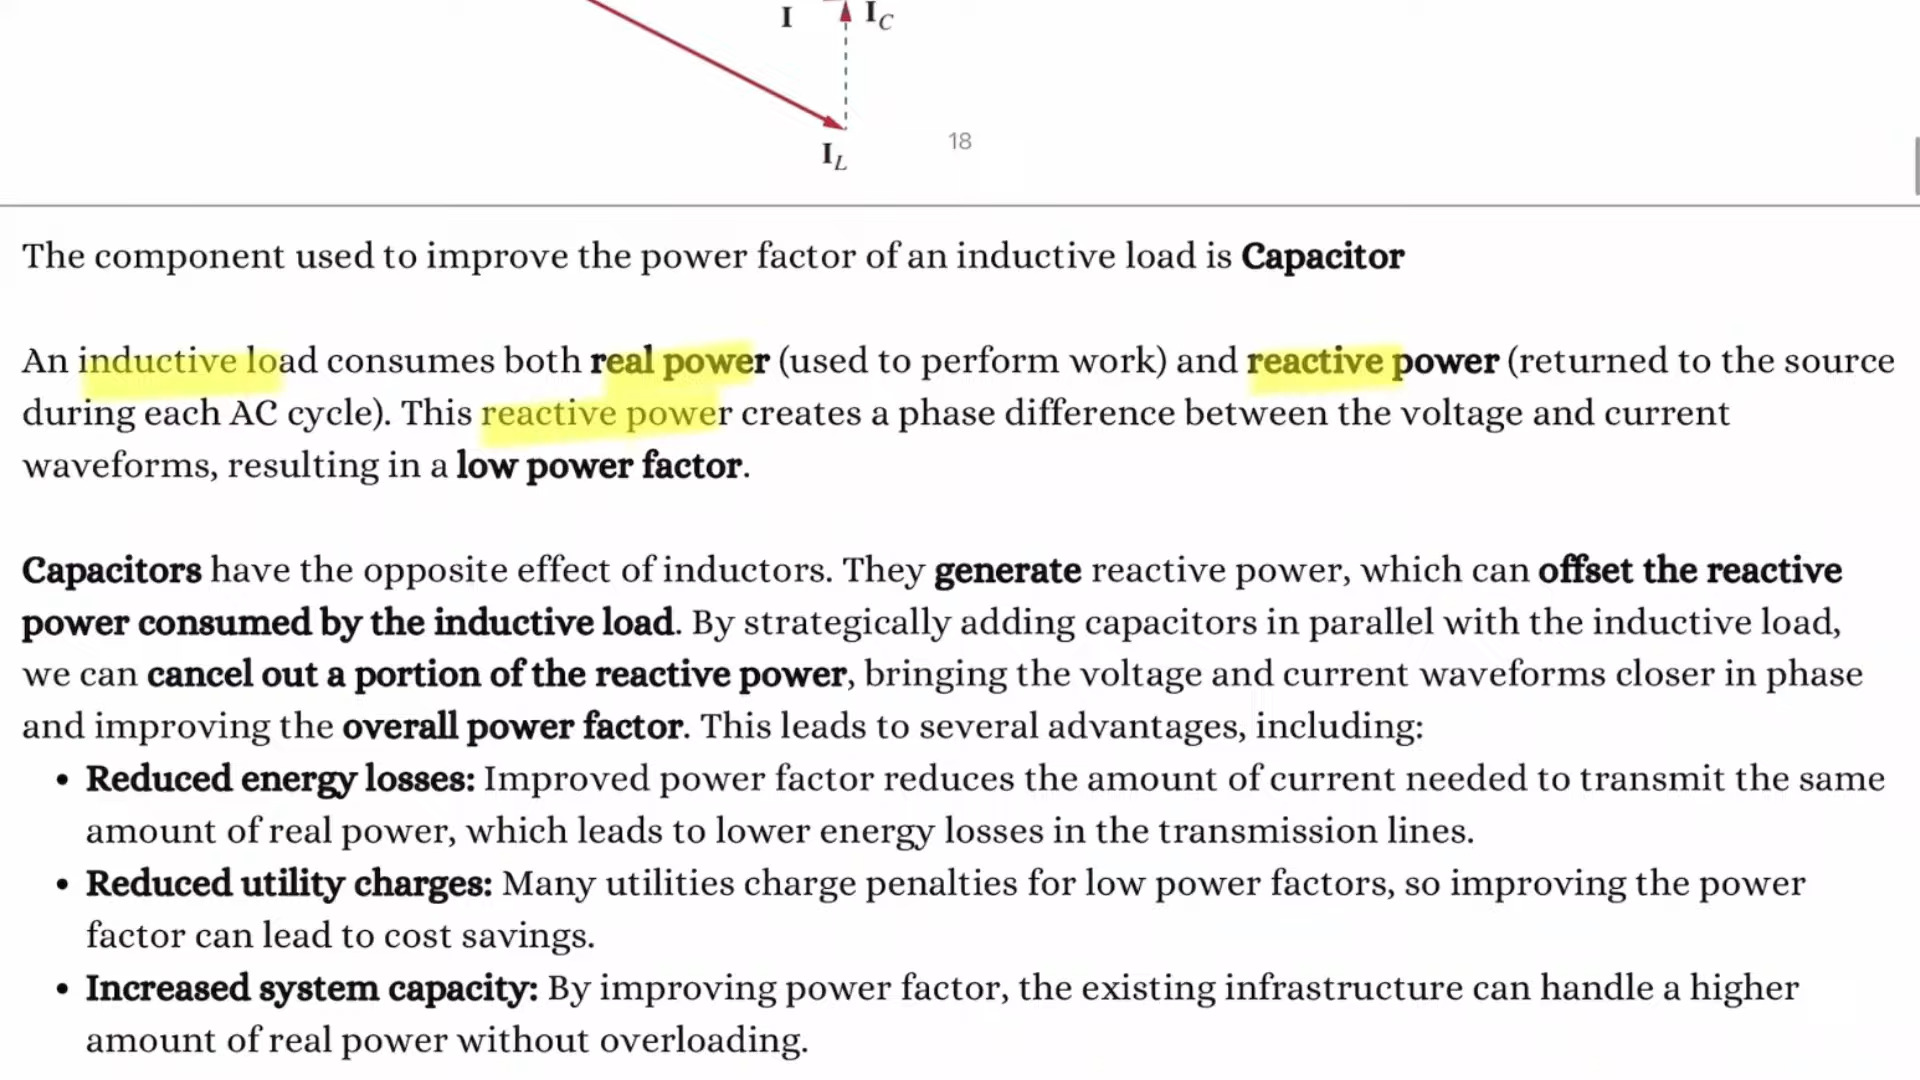 I I_C
I_L
18
The component used to improve the power factor of an inductive load is Capacitor
An inductive load consumes both real power (used to perform work) and reactive power (returned to the source
during each AC cycle). This reactive power creates a phase difference between the voltage and current
waveforms, resulting in a low power factor.
Capacitors have the opposite effect of inductors. They generate reactive power, which can offset the reactive
power consumed by the inductive load. By strategically adding capacitors in parallel with the inductive load,
we can cancel out a portion of the reactive power, bringing the voltage and current waveforms closer in phase
and improving the overall power factor. This leads to several advantages, including:
• Reduced energy losses: Improved power factor reduces the amount of current needed to transmit the same
amount of real power, which leads to lower energy losses in the transmission lines.
• Reduced utility charges: Many utilities charge penalties for low power factors, so improving the power
factor can lead to cost savings.
• Increased system capacity: By improving power factor, the existing infrastructure can handle a higher
amount of real power without overloading.